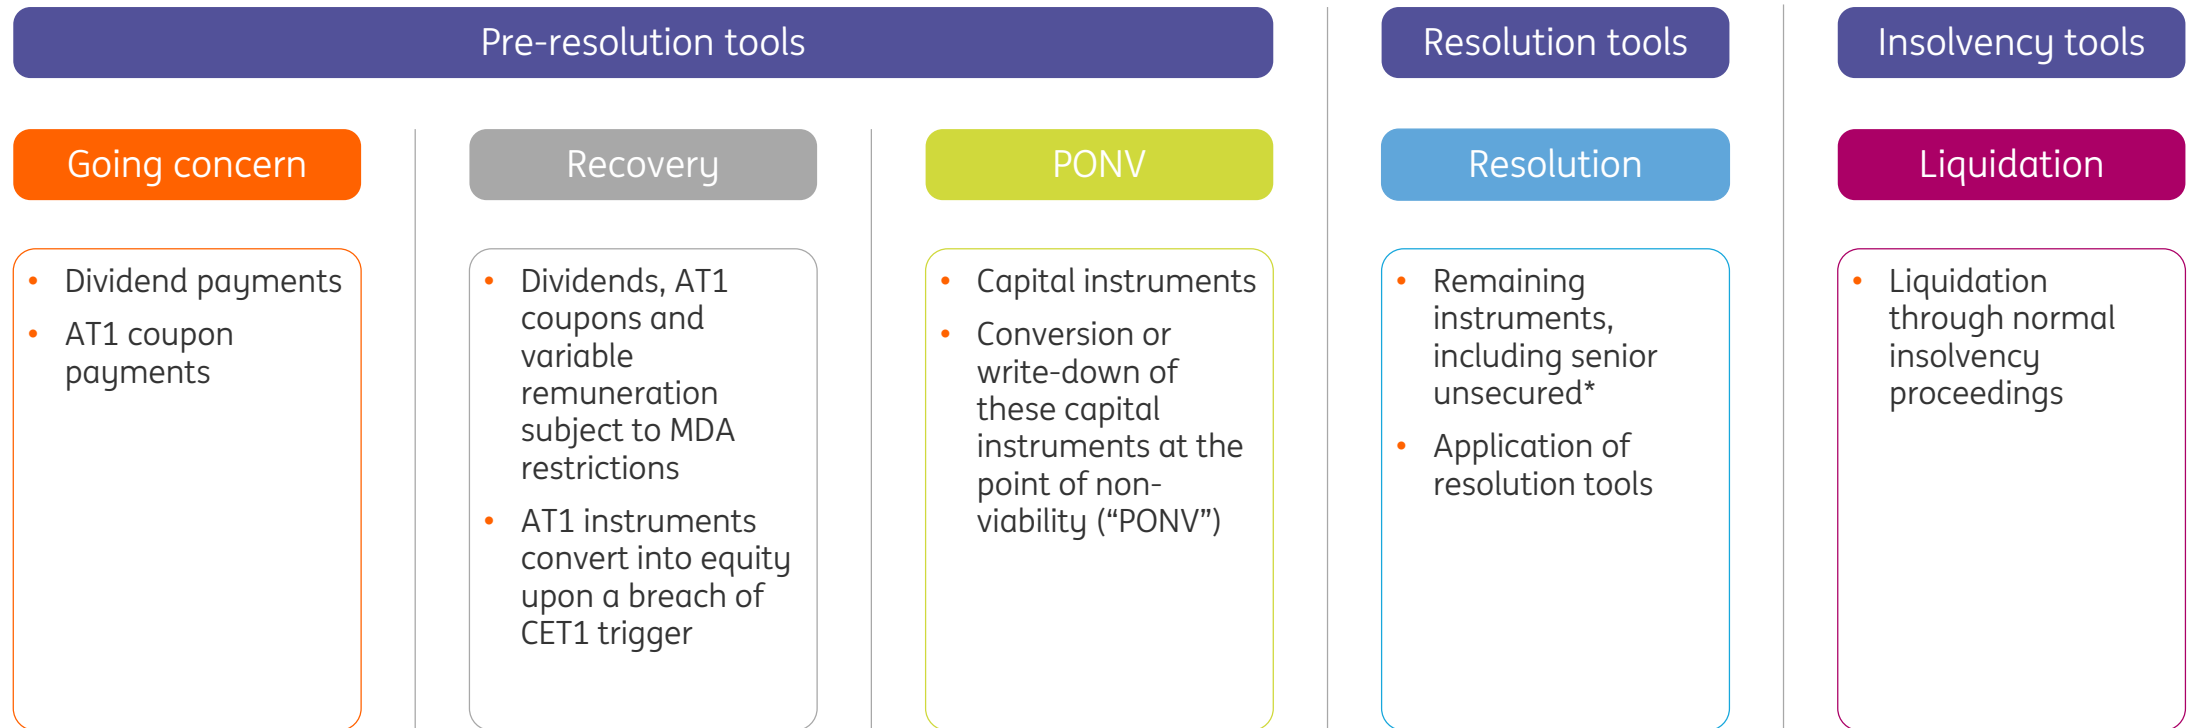 Pre-resolution tools
Resolution tools
Insolvency tools
Going concern
Recovery
PONV
Resolution
Liquidation
• Dividend payments
• AT1 coupon
payments
• Dividends, AT1
coupons and
variable
remuneration
subject to MDA
restrictions
• AT1 instruments
convert into equity
upon a breach of
CET1 trigger
• Capital instruments
• Conversion or
write-down of
these capital
instruments at the
point of non-
viability (“PONV”)
• Remaining
instruments,
including senior
unsecured*
• Application of
resolution tools
• Liquidation
through normal
insolvency
proceedings